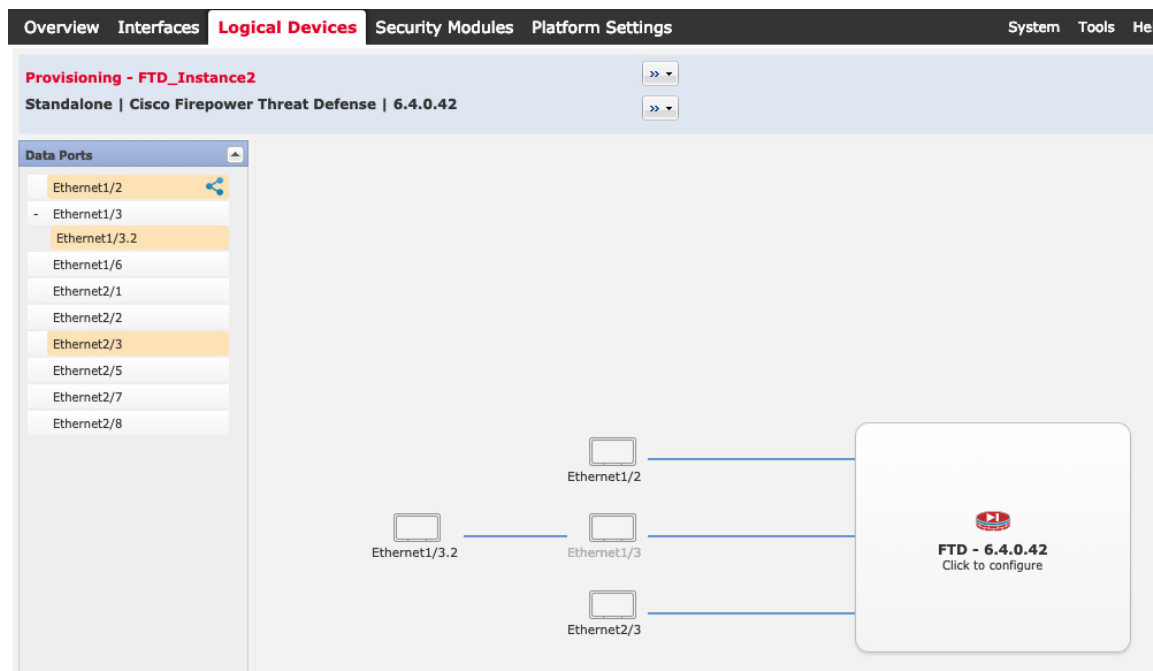 Overview Interfaces Logical Devices Security Modules Platform Settings System Tools He
Provisioning - FTD_Instance2
Standalone | Cisco Firepower Threat Defense | 6.4.0.42
Data Ports
Ethernet1/2
- Ethernet1/3
Ethernet1/3.2
Ethernet1/6
Ethernet2/1
Ethernet2/2
Ethernet2/3
Ethernet2/5
Ethernet2/7
Ethernet2/8
Ethernet1/2
Ethernet1/3.2
Ethernet1/3
Ethernet2/3
FTD - 6.4.0.42
Click to configure